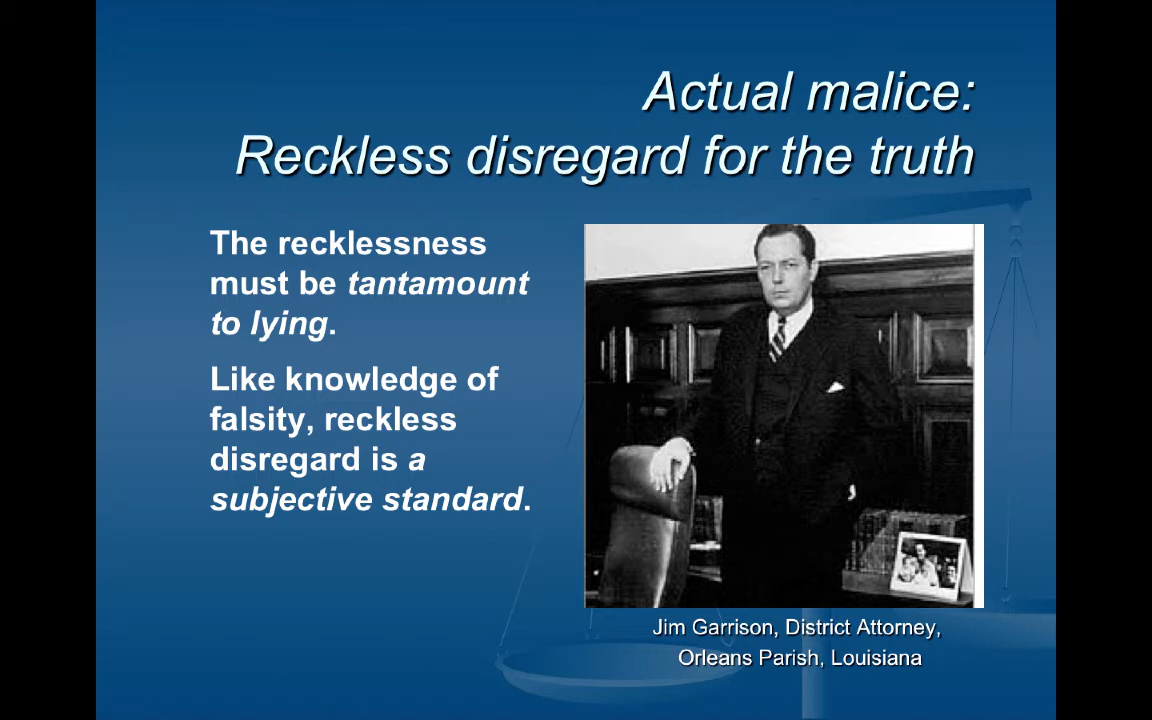 Actual malice:
Reckless disregard for the truth
The recklessness
must be tantamount
to lying.
Like knowledge of
falsity, reckless
disregard is a
subjective standard.
Jim Garrison, District Attorney,
Orleans Parish, Louisiana